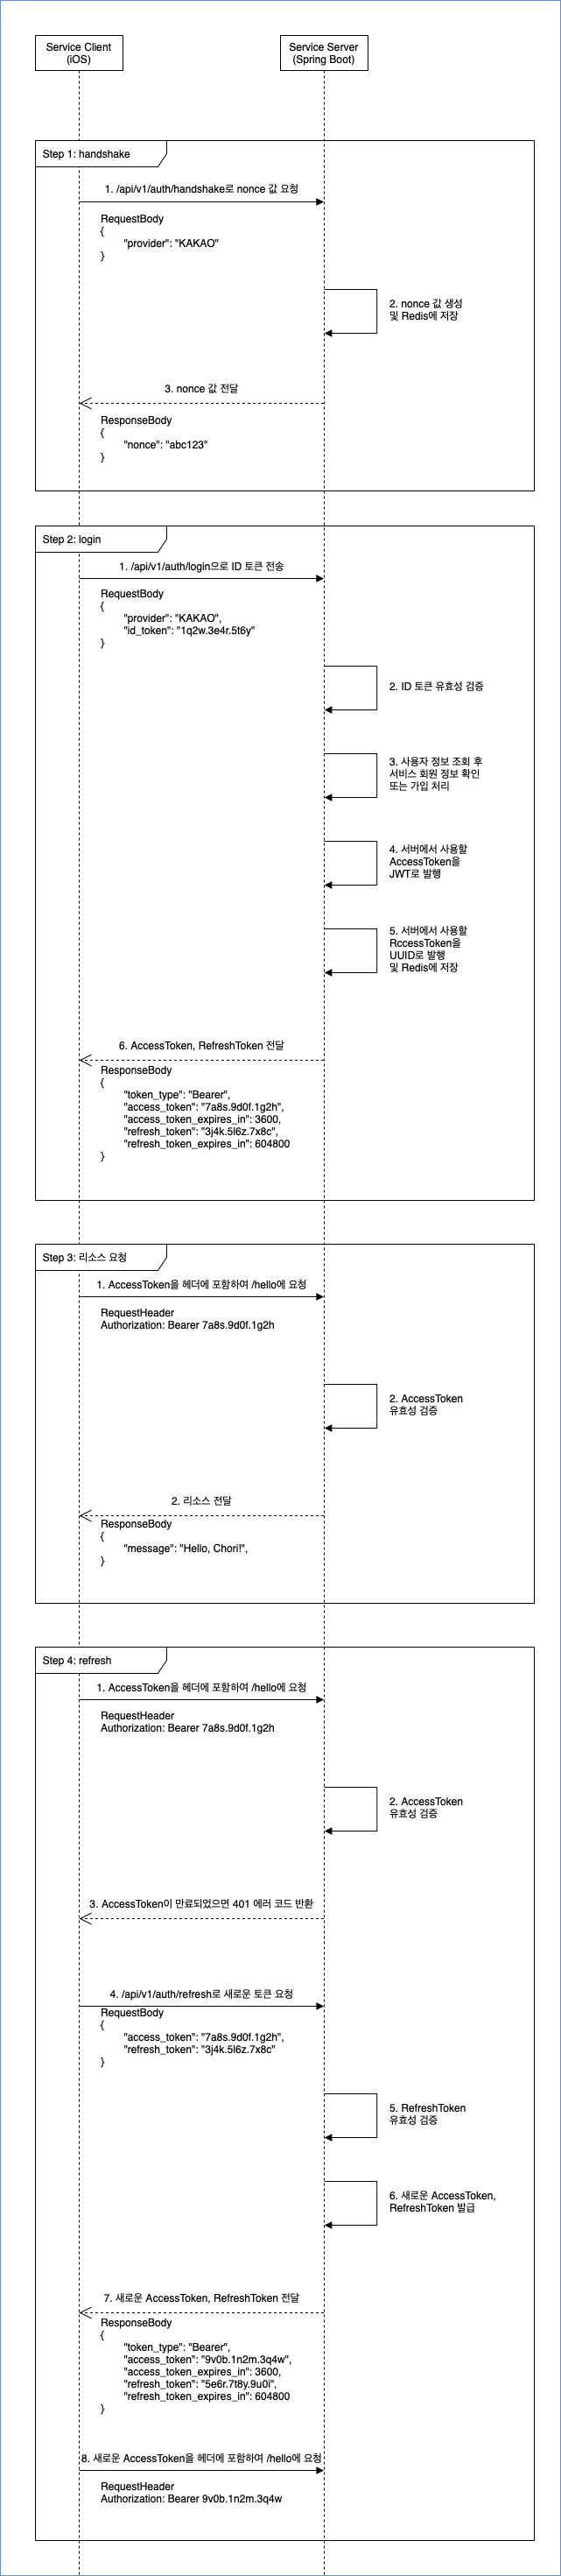 Service Client
(iOS)
Service Server
(Spring Boot)
Step 1: handshake
1. /api/v1/auth/handshake로 nonce 값 요청
RequestBody
{
"provider": "KAKAO"
}
2. nonce 값 생성
및 Redis에 저장
3. nonce 값 전달
ResponseBody
{
"nonce": "abc123"
}
Step 2: login
1. /api/v1/auth/login으로 ID 토큰 전송
RequestBody
{
"provider": "KAKAO",
"id_token": "1q2w.3e4r.5t6y"
}
2. ID 토큰 유효성 검증
3. 사용자 정보 조회 후
서비스 회원 정보 확인
또는 가입 처리
4. 서버에서 사용할
AccessToken을
JWT로 발행
5. 서버에서 사용할
RccessToken을
UUID로 발행
및 Redis에 저장
6. AccessToken, RefreshToken 전달
ResponseBody
{
"token_type": "Bearer",
"access_token": "7a8s.9d0f.1g2h",
"access_token_expires_in": 3600,
"refresh_token": "3j4k.5l6z.7x8c",
"refresh_token_expires_in": 604800
}
Step 3: 리소스 요청
1. AccessToken을 헤더에 포함하여 /hello에 요청
RequestHeader
Authorization: Bearer 7a8s.9d0f.1g2h
2. AccessToken
유효성 검증
2. 리소스 전달
ResponseBody
{
"message": "Hello, Chori!",
}
Step 4: refresh
1. AccessToken을 헤더에 포함하여 /hello에 요청
RequestHeader
Authorization: Bearer 7a8s.9d0f.1g2h
2. AccessToken
유효성 검증
3. AccessToken이 만료되었으면 401 에러 코드 반환
4. /api/v1/auth/refresh로 새로운 토큰 요청
RequestBody
{
"access_token": "7a8s.9d0f.1g2h",
"refresh_token": "3j4k.5l6z.7x8c"
}
5. RefreshToken
유효성 검증
6. 새로운 AccessToken,
RefreshToken 발급
7. 새로운 AccessToken, RefreshToken 전달
ResponseBody
{
"token_type": "Bearer",
"access_token": "9v0b.1n2m.3q4w",
"access_token_expires_in": 3600,
"refresh_token": "5e6r.7t8y.9u0i",
"refresh_token_expires_in": 604800
}
8. 새로운 AccessToken을 헤더에 포함하여 /hello에 요청
RequestHeader
Authorization: Bearer 9v0b.1n2m.3q4w